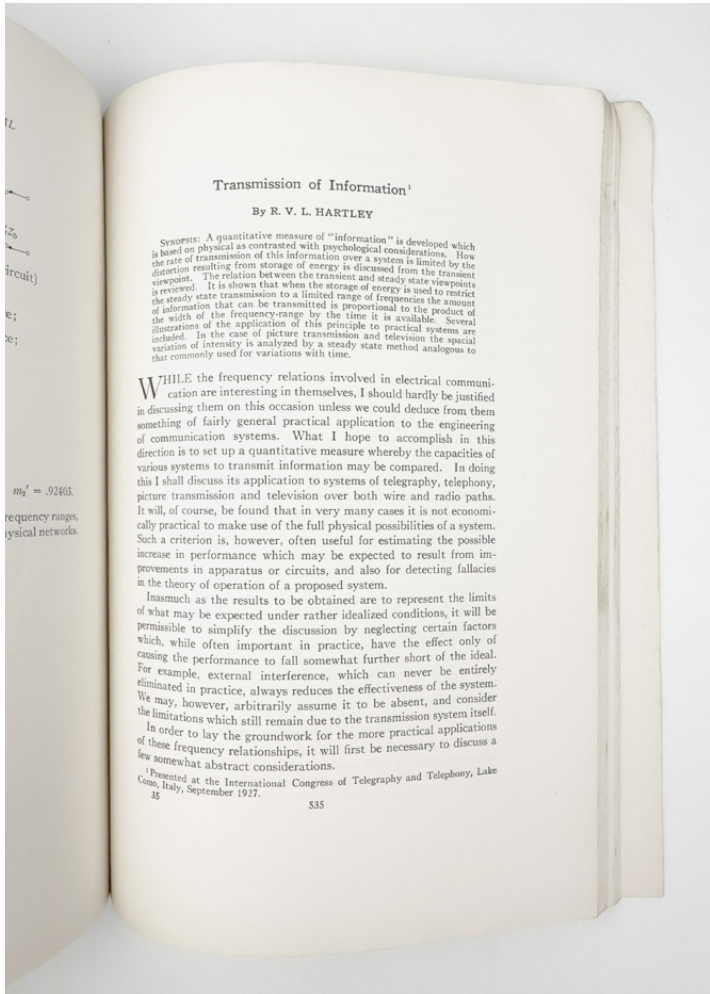 IL
Z₆
ircuit)
ce;
ce;
m₂′ = .92403.
requency ranges,
ysical networks.
Transmission of Information¹
By R. V. L. HARTLEY
SYNOPSIS: A quantitative measure of "information" is developed which
is based on physical as contrasted with psychological considerations. How
the rate of transmission of this information over a system is limited by the
distortion resulting from storage of energy is discussed from the transient
viewpoint. The relation between the transient and steady state viewpoints
is reviewed. It is shown that when the storage of energy is used to restrict
the steady state transmission to a limited range of frequencies the amount
of information that can be transmitted is proportional to the product of
the width of the frequency-range by the time it is available. Several
illustrations of the application of this principle to practical systems are
included. In the case of picture transmission and television the spacial
variation of intensity is analyzed by a steady state method analogous to
that commonly used for variations with time.
WHILE the frequency relations involved in electrical communi-
cation are interesting in themselves, I should hardly be justified
in discussing them on this occasion unless we could deduce from them
something of fairly general practical application to the engineering
of communication systems. What I hope to accomplish in this
direction is to set up a quantitative measure whereby the capacities of
various systems to transmit information may be compared. In doing
this I shall discuss its application to systems of telegraphy, telephony,
picture transmission and television over both wire and radio paths.
It will, of course, be found that in very many cases it is not economi-
cally practical to make use of the full physical possibilities of a system.
Such a criterion is, however, often useful for estimating the possible
increase in performance which may be expected to result from im-
provements in apparatus or circuits, and also for detecting fallacies
in the theory of operation of a proposed system.
Inasmuch as the results to be obtained are to represent the limits
of what may be expected under rather idealized conditions, it will be
permissible to simplify the discussion by neglecting certain factors
which, while often important in practice, have the effect only of
causing the performance to fall somewhat further short of the ideal.
For example, external interference, which can never be entirely
eliminated in practice, always reduces the effectiveness of the system.
We may, however, arbitrarily assume it to be absent, and consider
the limitations which still remain due to the transmission system itself.
In order to lay the groundwork for the more practical applications
of these frequency relationships, it will first be necessary to discuss a
few somewhat abstract considerations.
¹ Presented at the International Congress of Telegraphy and Telephony, Lake
Como, Italy, September 1927.
35
535